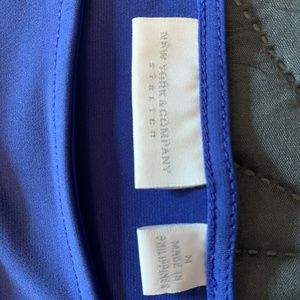 NEW YORK & COMPANY
STRETCH
M
MADE IN
PHILIPPINES